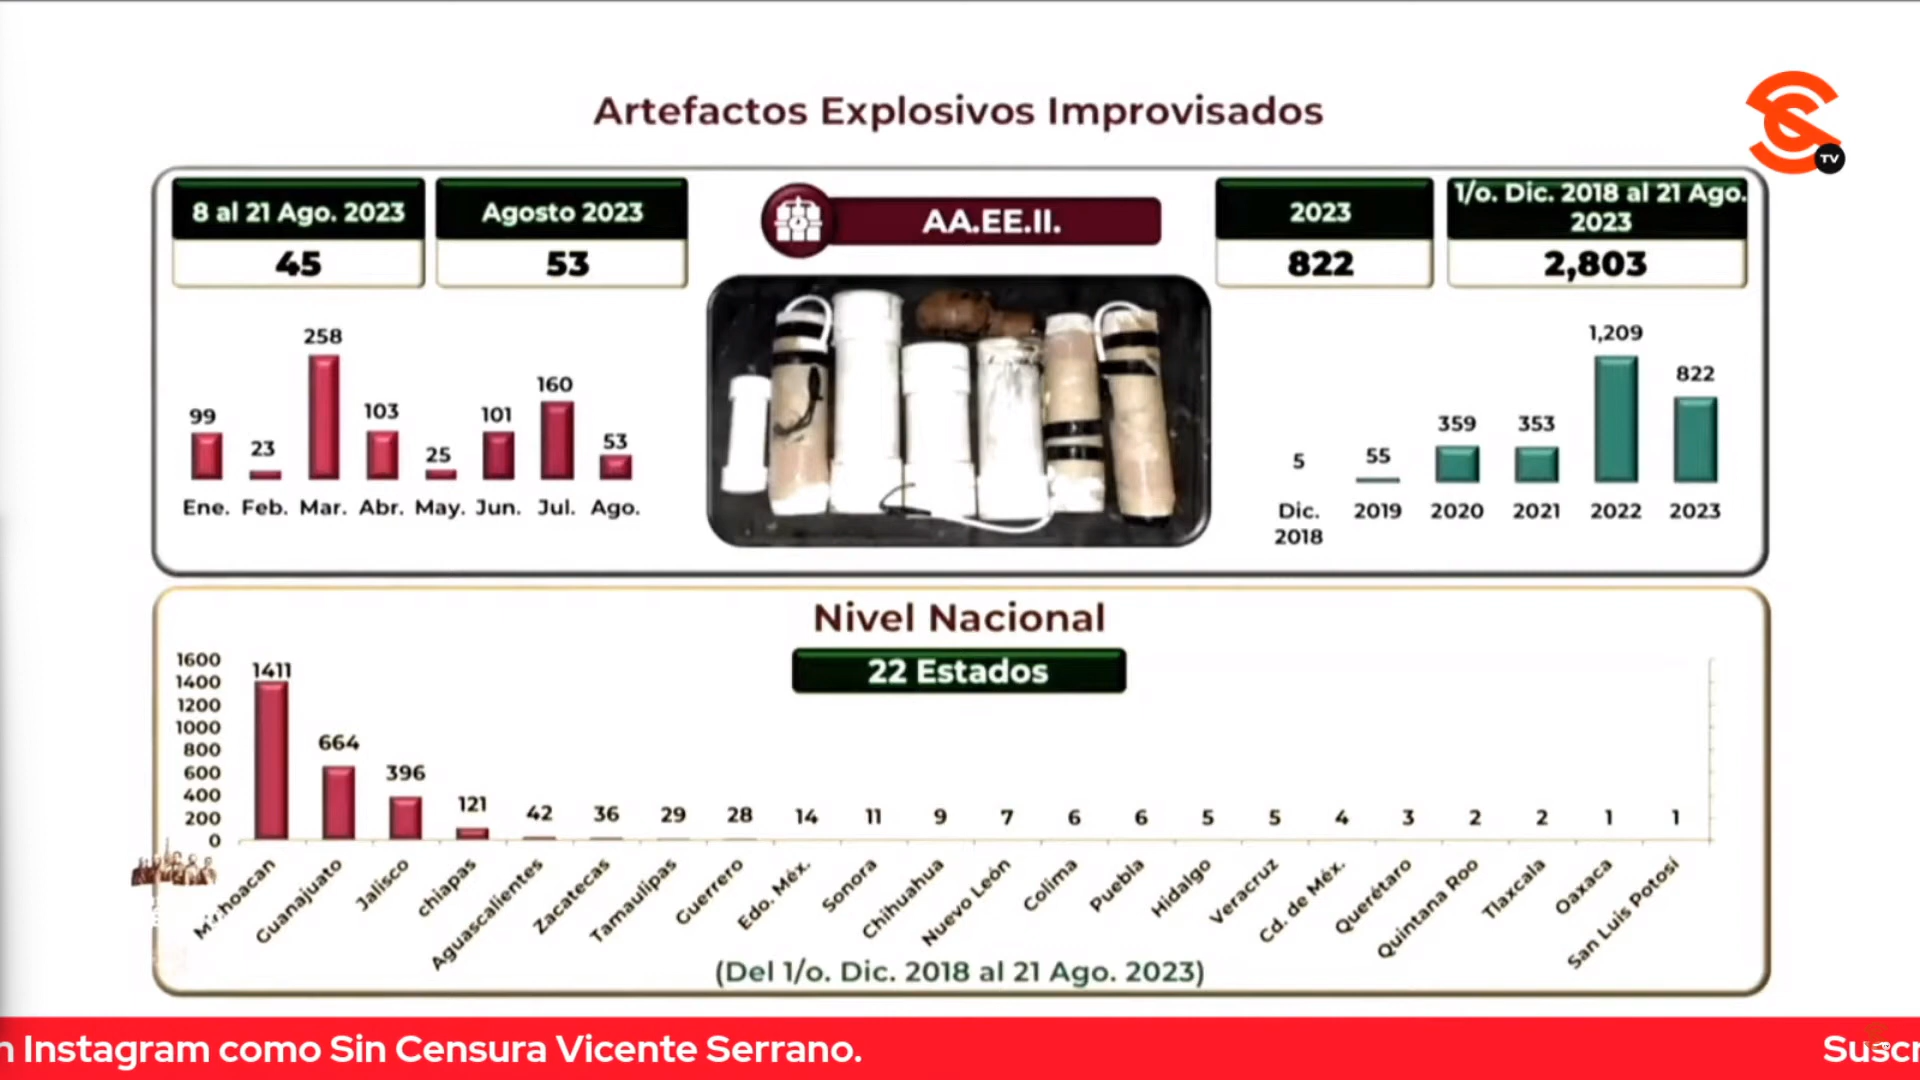 Artefactos Explosivos Improvisados
TV
8 al 21 Ago. 2023
45
Agosto 2023
53
AA.EE.II.
2023
822
1/o. Dic. 2018 al 21 Ago.
2023
2,803
99 23 258 103 25 101 160 53
Ene. Feb. Mar. Abr. May. Jun. Jul. Ago.
5 55 359 353 1,209 822
Dic. 2019 2020 2021 2022 2023
2018
Nivel Nacional
22 Estados
1600
1400
1200
1000
800
600
400
200
0
1411 664 396 121 42 36 29 28 14 11 9 7 6 6 5 5 4 3 2 2 1 1
Guanajuato
Jalisco
chiapas
Aguascalientes
Zacatecas
Tamaulipas
Guerrero
Edo. Méx.
Sonora
Chihuahua
Nuevo León
Colima
Puebla
Hidalgo
Veracruz
Cd. de Méx.
Querétaro
Quintana Roo
Tlaxcala
Oaxaca
San Luis Potosí
(Del 1/o. Dic. 2018 al 21 Ago. 2023)
n Instagram como Sin Censura Vicente Serrano.
Suscr